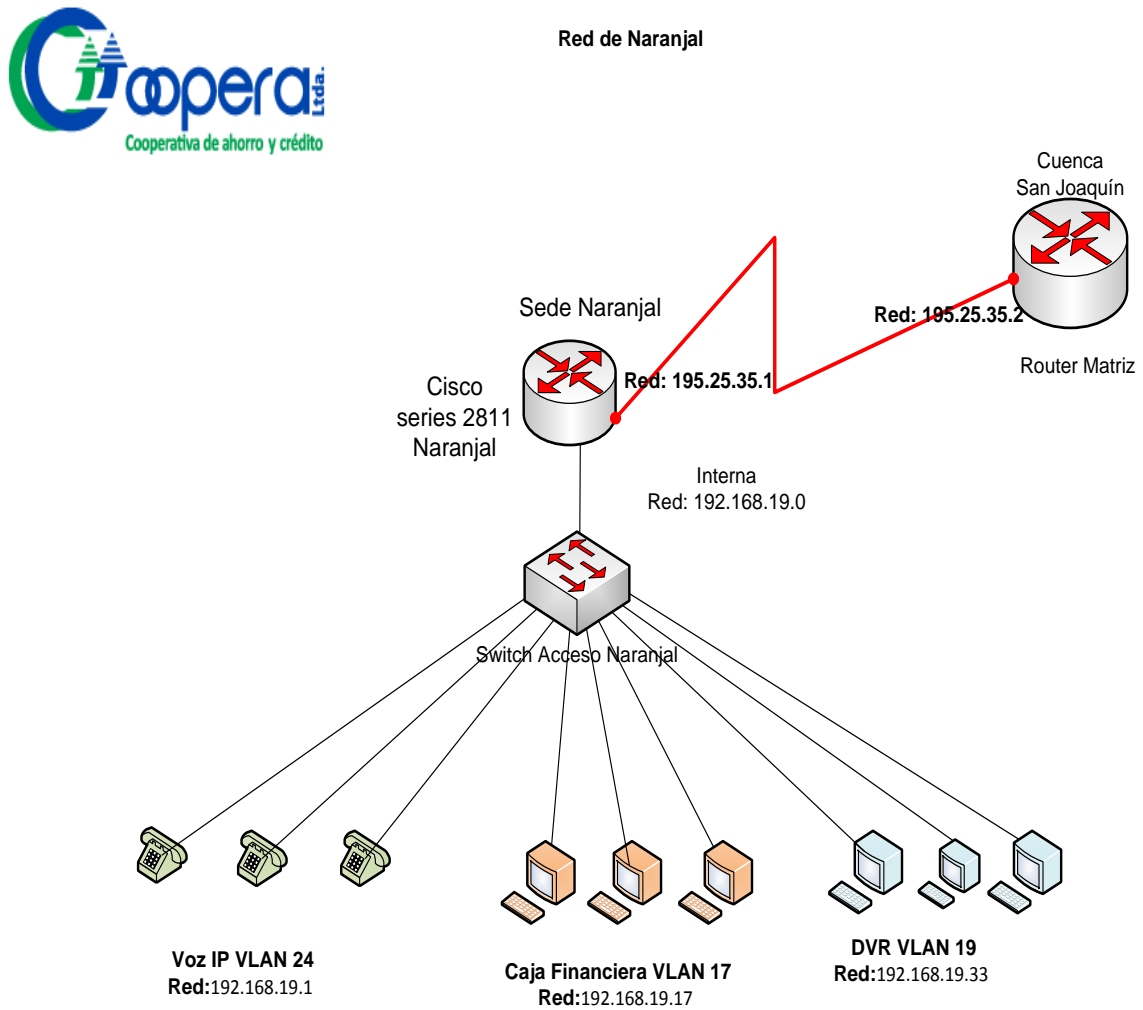 Coopera Ltda.
Cooperativa de ahorro y crédito
Red de Naranjal
Cuenca
San Joaquín
Red: 195.25.35.2
Router Matriz
Sede Naranjal
Red: 195.25.35.1
Cisco
series 2811
Naranjal
Interna
Red: 192.168.19.0
Switch Acceso Naranjal
Voz IP VLAN 24
Red:192.168.19.1
Caja Financiera VLAN 17
Red:192.168.19.17
DVR VLAN 19
Red:192.168.19.33